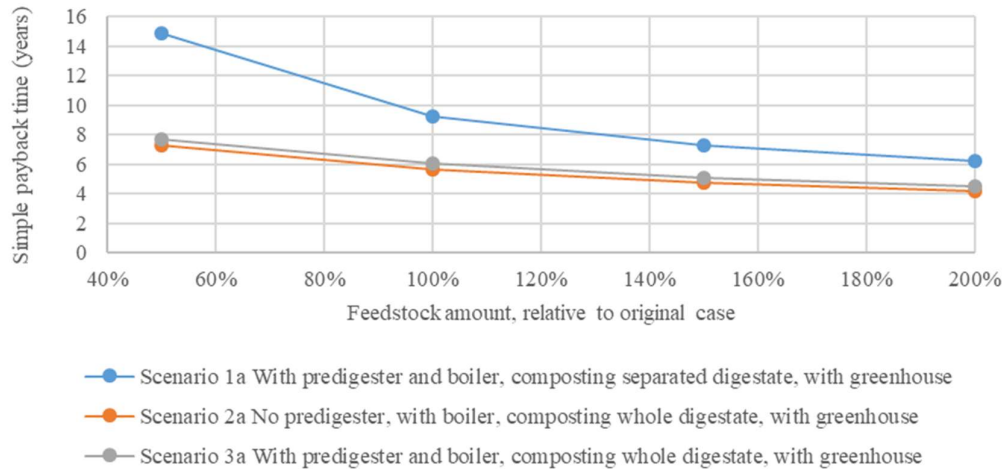 16
14
12
10
8
6
4
2
0
Simple payback time (years)
40% 60% 80% 100% 120% 140% 160% 180% 200%
Feedstock amount, relative to original case
Scenario 1a With predigester and boiler, composting separated digestate, with greenhouse
Scenario 2a No predigester, with boiler, composting whole digestate, with greenhouse
Scenario 3a With predigester and boiler, composting whole digestate, with greenhouse